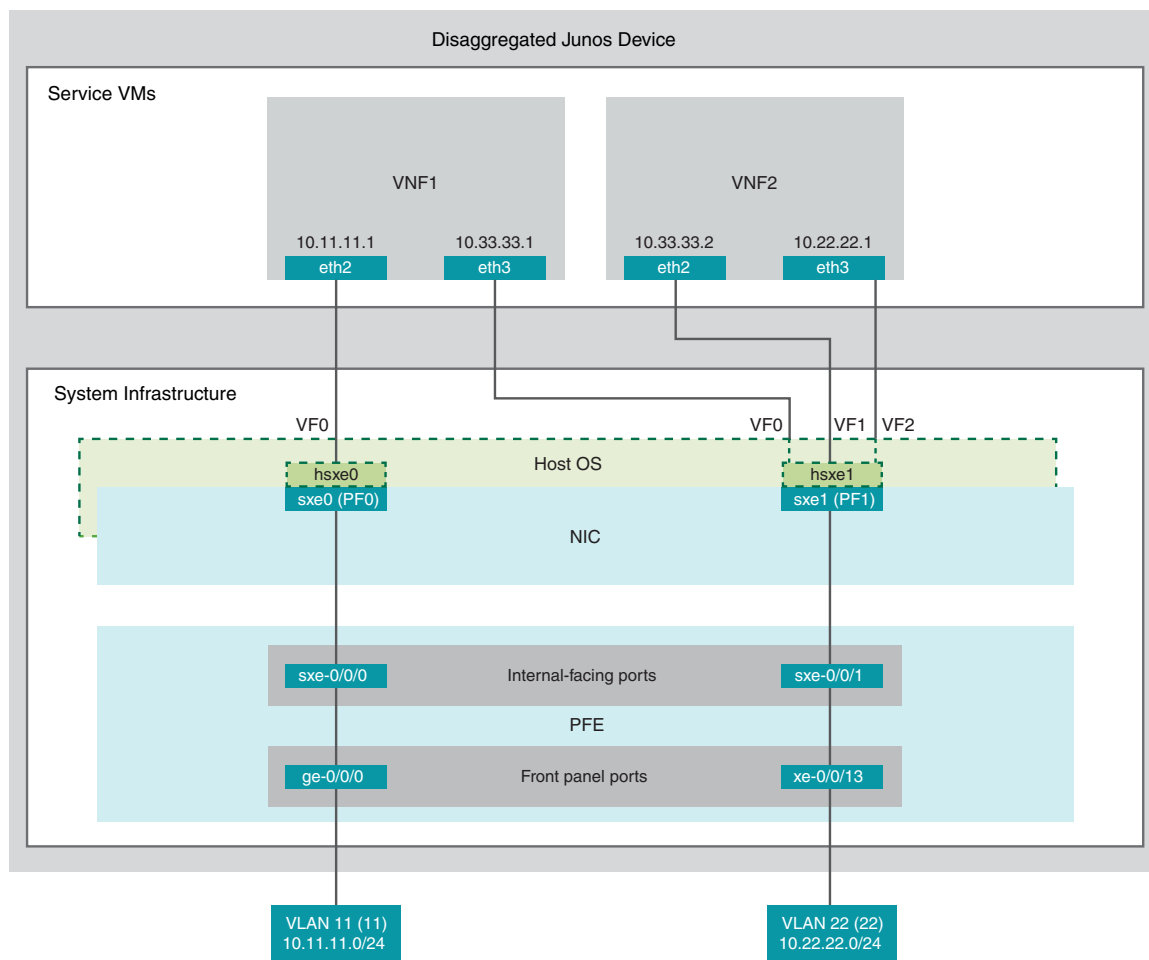 Disaggregated Junos Device
Service VMs
VNF1
VNF2
10.11.11.1
10.33.33.1
10.33.33.2
10.22.22.1
eth2
eth3
eth2
eth3
System Infrastructure
VF0
VF0
VF1
VF2
Host OS
hsxe0
hsxe1
sxe0 (PF0)
sxe1 (PF1)
NIC
sxe-0/0/0
Internal-facing ports
sxe-0/0/1
PFE
ge-0/0/0
Front panel ports
xe-0/0/13
VLAN 11 (11)
10.11.11.0/24
VLAN 22 (22)
10.22.22.0/24